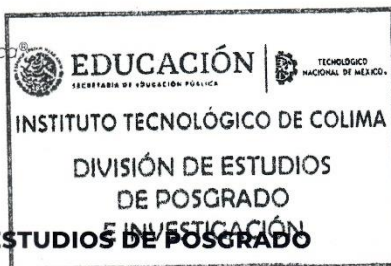 EDUCACIÓN
SECRETARÍA DE EDUCACIÓN PÚBLICA
TECNOLÓGICO
NACIONAL DE MÉXICO
INSTITUTO TECNOLÓGICO DE COLIMA
DIVISIÓN DE ESTUDIOS
DE POSGRADO
E INVESTIGACIÓN
ESTUDIOS DE POSGRADO